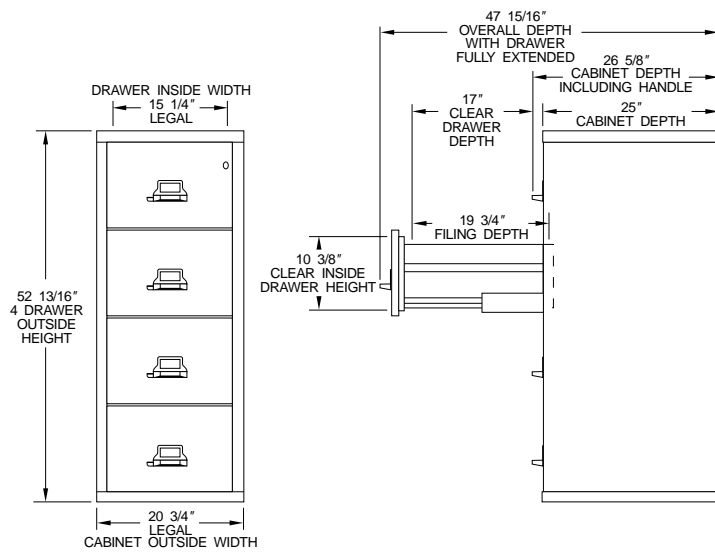 47 15/16"
OVERALL DEPTH
WITH DRAWER
FULLY EXTENDED
26 5/8"
CABINET DEPTH
INCLUDING HANDLE
DRAWER INSIDE WIDTH
15 1/4"
LEGAL
17"
CLEAR
DRAWER
DEPTH
25"
CABINET DEPTH
19 3/4"
FILING DEPTH
10 3/8"
CLEAR INSIDE
DRAWER HEIGHT
52 13/16"
4 DRAWER
OUTSIDE
HEIGHT
20 3/4"
LEGAL
CABINET OUTSIDE WIDTH